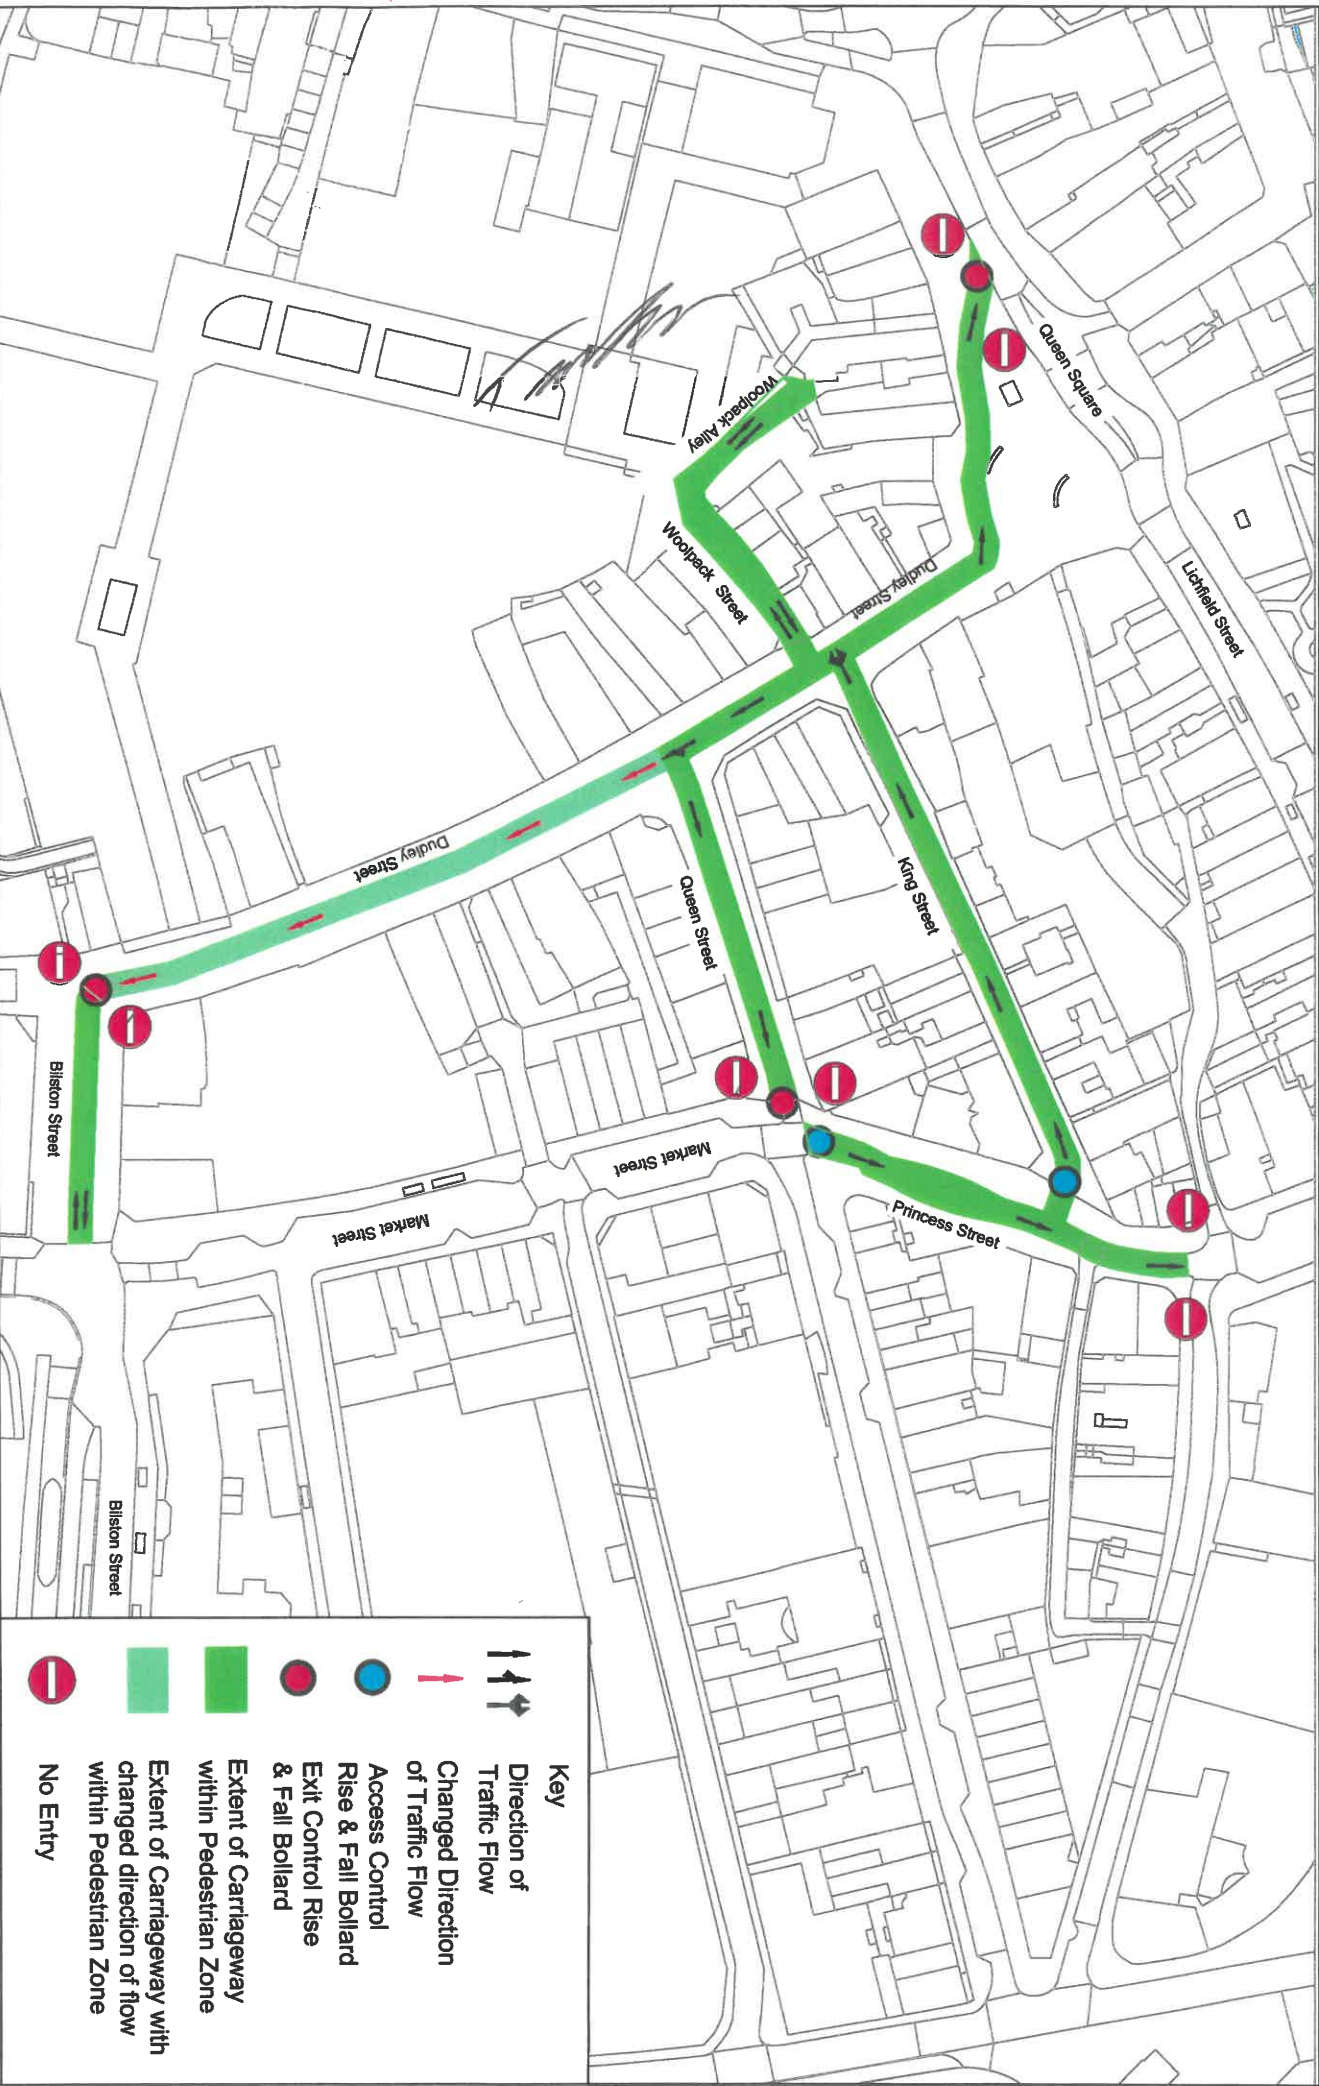 Queen Square
Lichfield Street
Woolpack Alley
Woolpack Street
Dudley Street
King Street
Queen Street
Dudley Street
Market Street
Princess Street
Market Street
Bilston Street
Bilston Street
Key
Direction of
Traffic Flow
Changed Direction
of Traffic Flow
Access Control
Rise & Fall Bollard
Exit Control Rise
& Fall Bollard
Extent of Carriageway
within Pedestrian Zone
Extent of Carriageway with
changed direction of flow
within Pedestrian Zone
No Entry